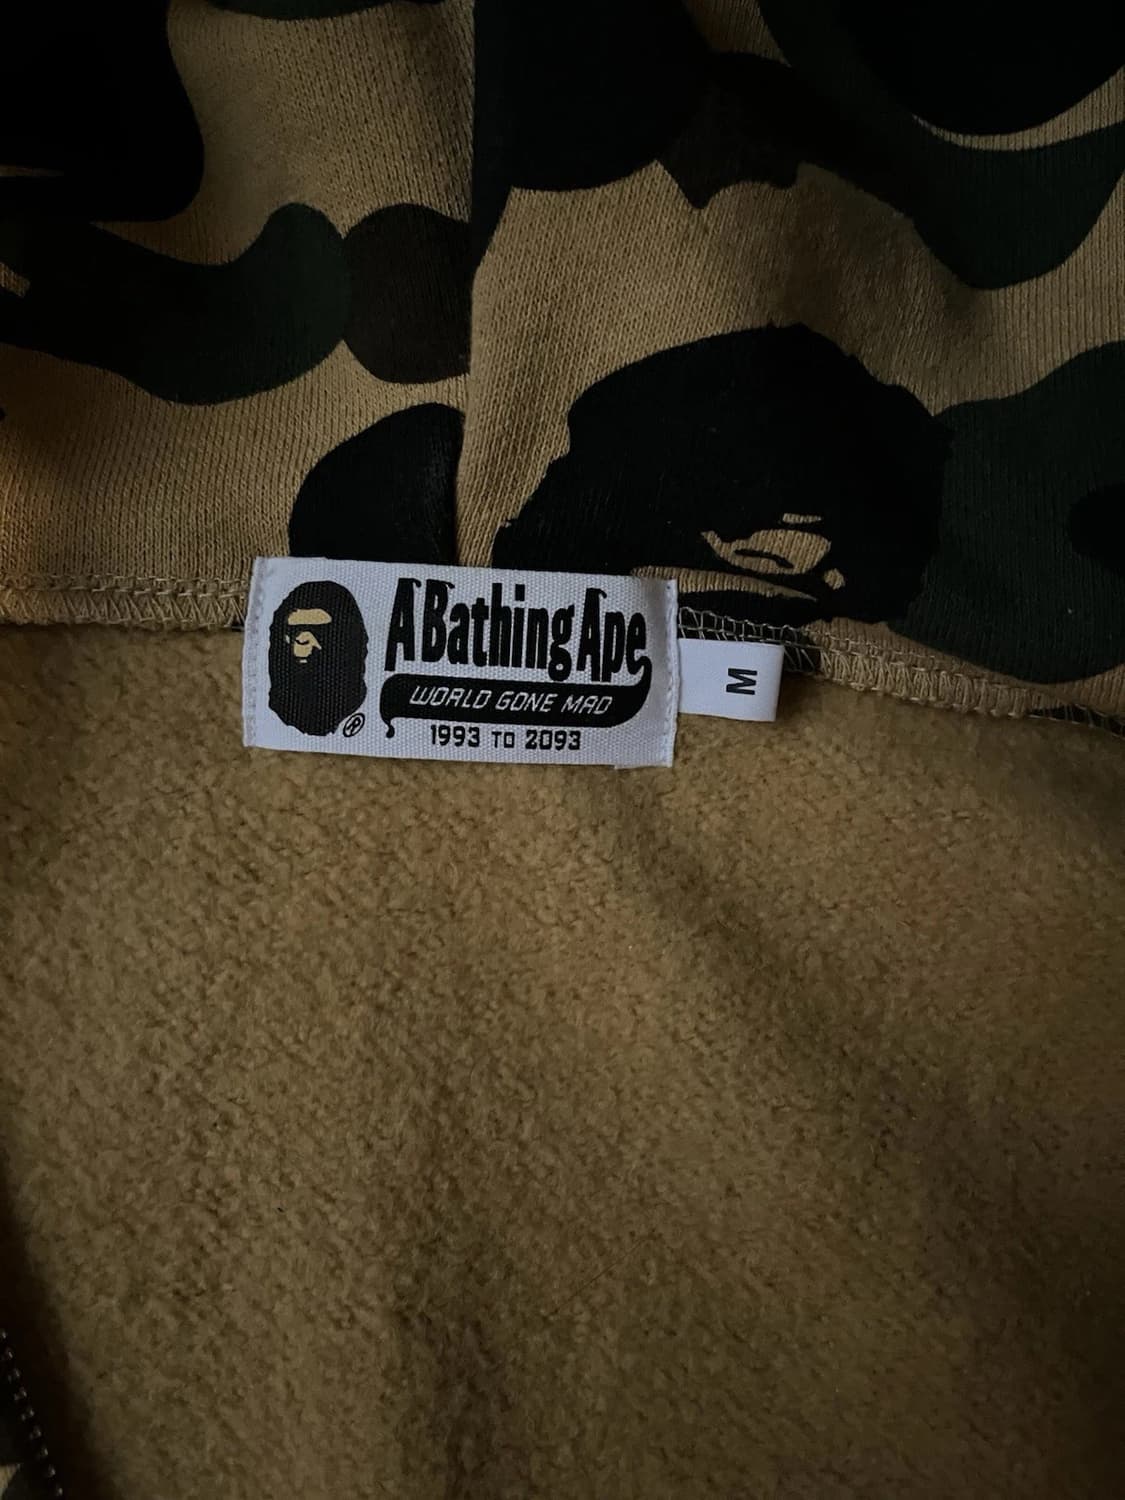 A Bathing Ape
WORLD GONE MAD
1993 TO 2093
®
M